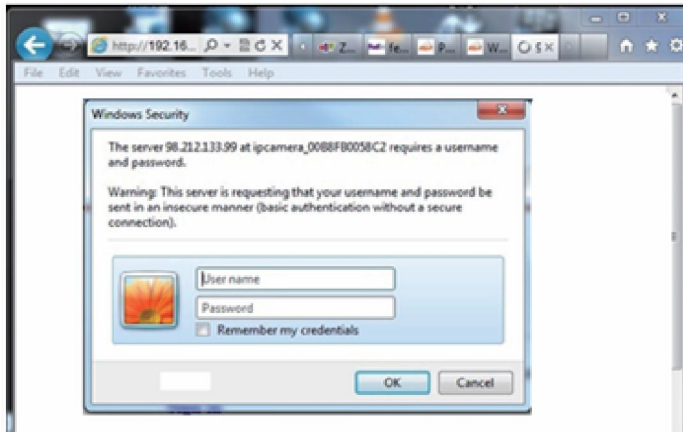 http://192.16...
Z...
fe...
P...
W...
File Edit View Favorites Tools Help
Windows Security
The server 98.212.133.99 at ipcamera_00B8FB0058C2 requires a username
and password.
Warning: This server is requesting that your username and password be
sent in an insecure manner (basic authentication without a secure
connection).
User name
Password
Remember my credentials
OK Cancel